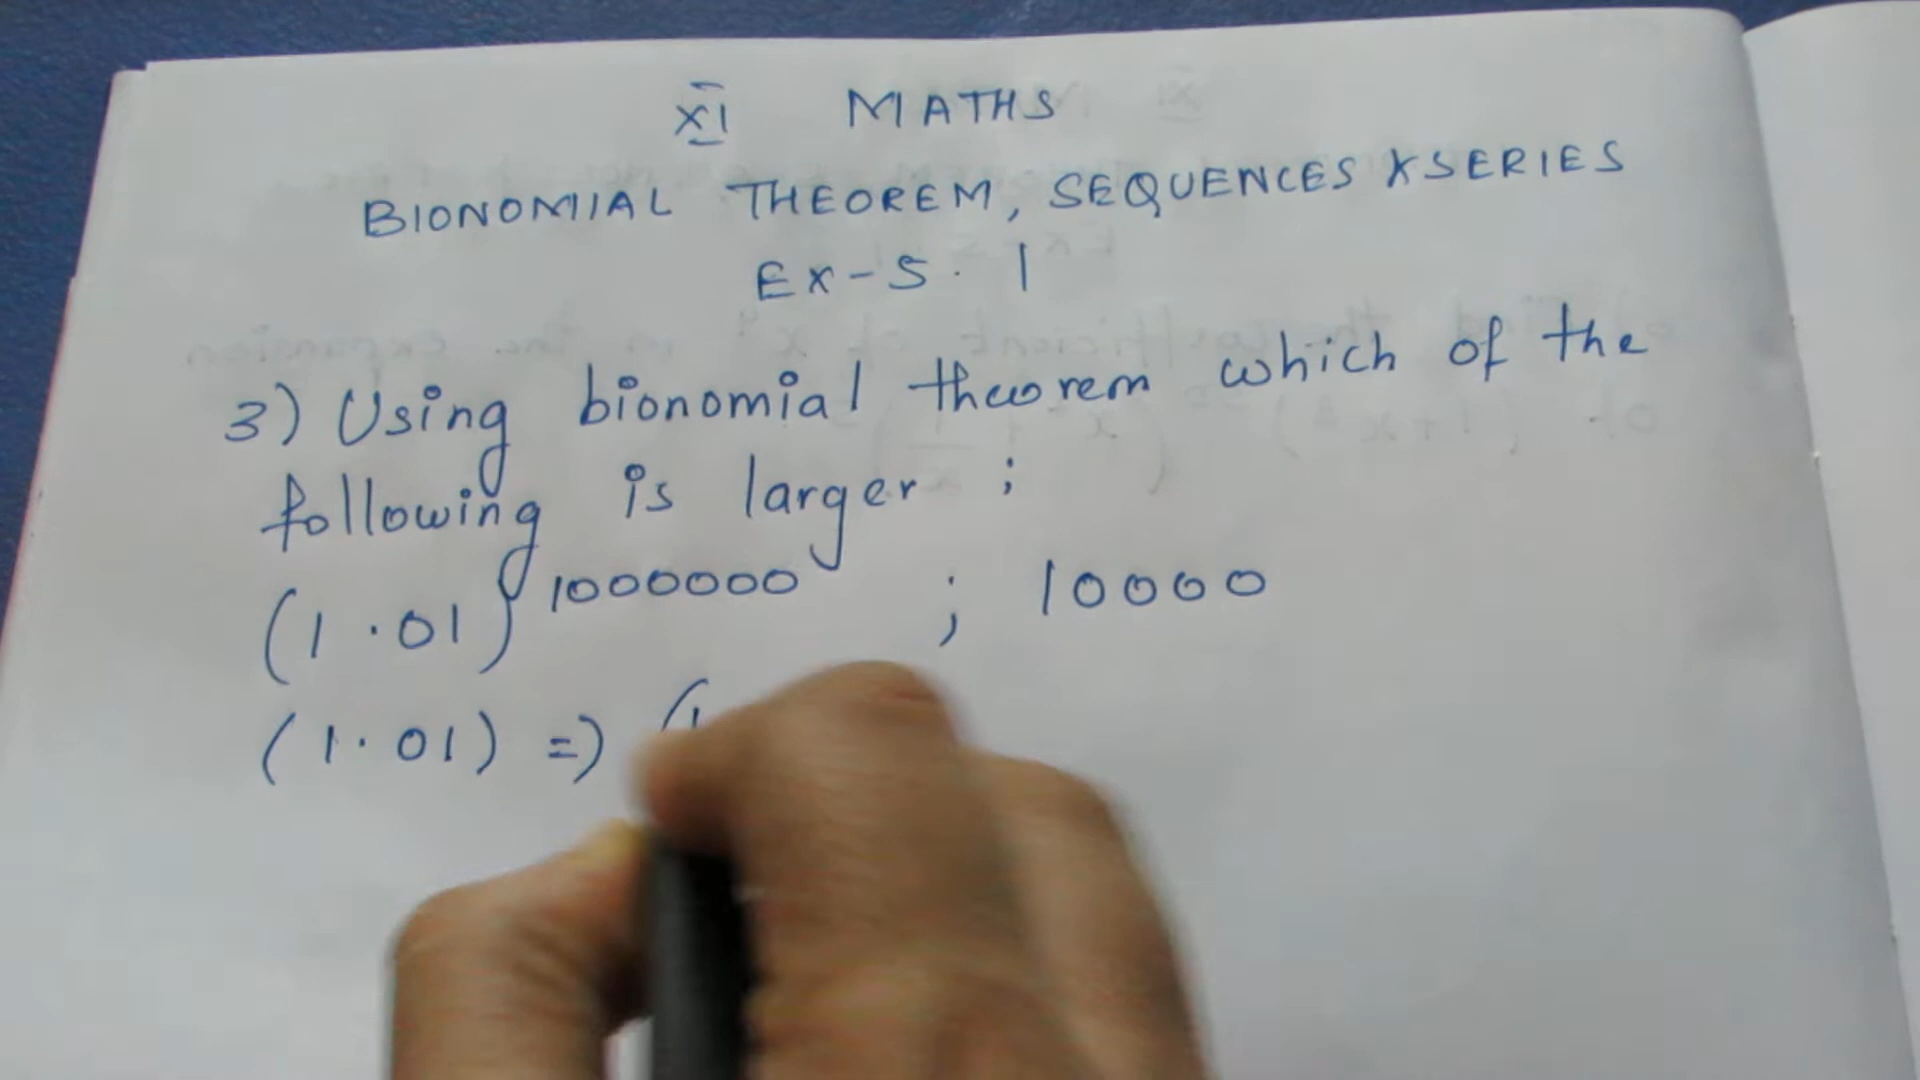 XI MATHS
BIONOMIAL THEOREM, SEQUENCES & SERIES
Ex-5.1
3) Using bionomial theorem which of the
following is larger ;
(1.01)^1000000 ; 10000
(1.01) => (1